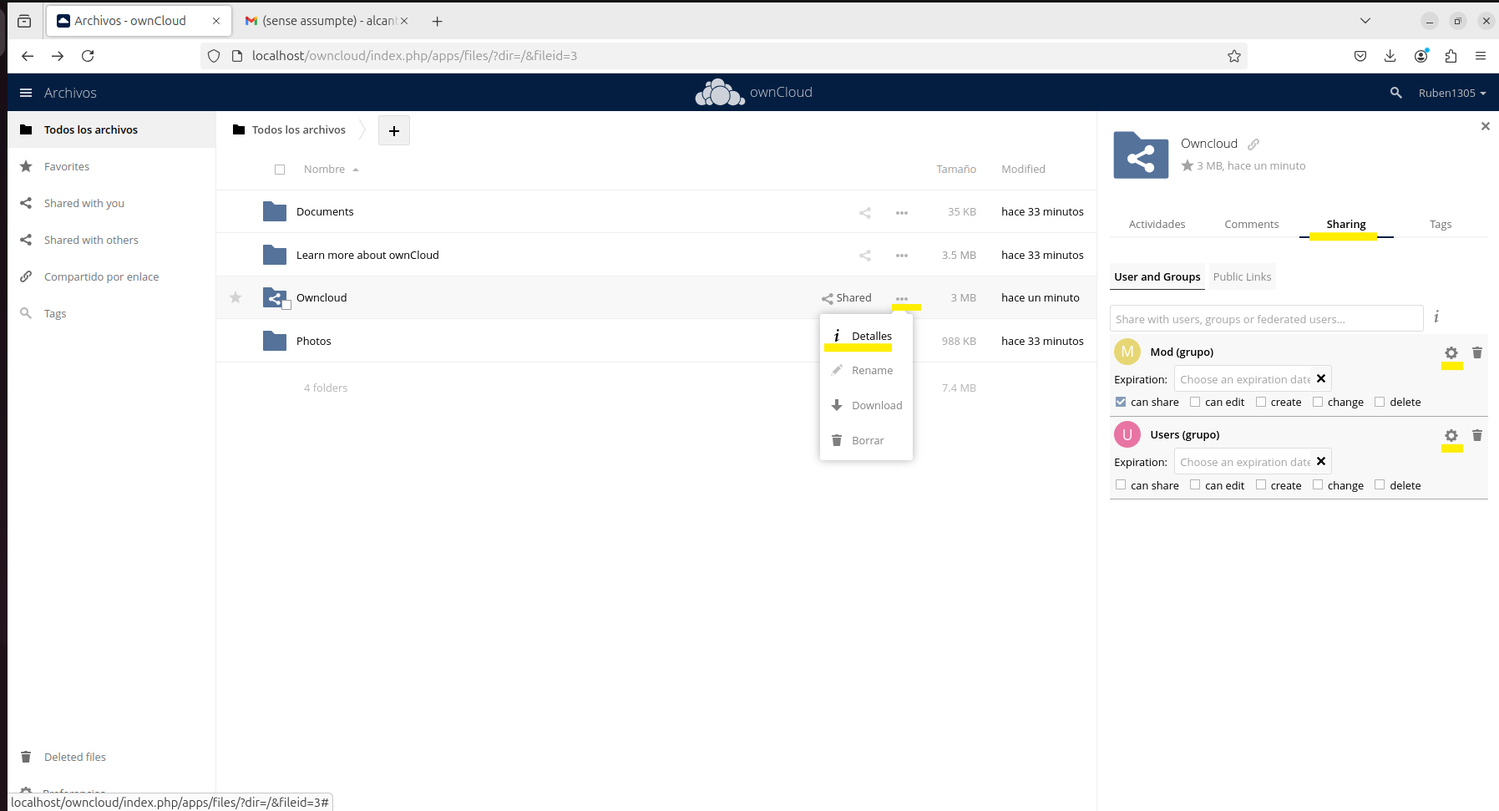 Archivos - ownCloud
(sense assumpte) - alcan
localhost/owncloud/index.php/apps/files/?dir=/&fileid=3
Archivos
ownCloud
Ruben1305
Todos los archivos
Favorites
Shared with you
Shared with others
Compartido por enlace
Tags
Deleted files
Preferencias
localhost/owncloud/index.php/apps/files/?dir=/&fileid=3#
Todos los archivos
+
Nombre Tamaño Modified
Documents 35 KB hace 33 minutos
Learn more about ownCloud 3.5 MB hace 33 minutos
Owncloud Shared 3 MB hace un minuto
Photos 988 KB hace 33 minutos
4 folders 7.4 MB
Detalles
Rename
Download
Borrar
Owncloud
3 MB, hace un minuto
Actividades Comments Sharing Tags
User and Groups Public Links
Share with users, groups or federated users...
M Mod (grupo)
Expiration: Choose an expiration date
can share can edit create change delete
U Users (grupo)
Expiration: Choose an expiration date
can share can edit create change delete